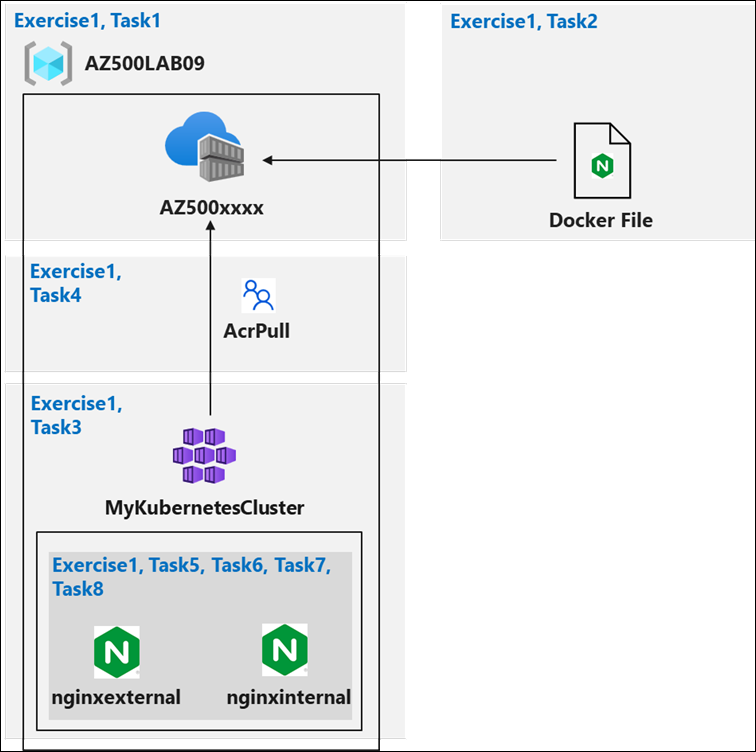 Exercise1, Task1
AZ500LAB09
AZ500xxxx
Exercise1, Task2
N
Docker File
Exercise1,
Task4
AcrPull
Exercise1,
Task3
MyKubernetesCluster
Exercise1, Task5, Task6, Task7,
Task8
N
nginxexternal
N
nginxinternal